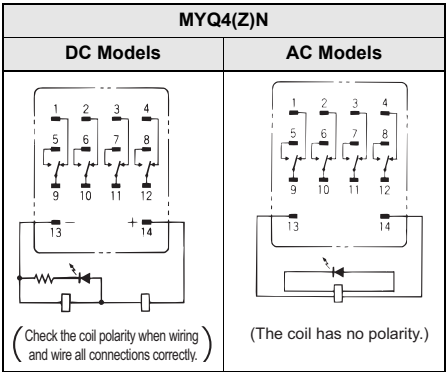 MYQ4(Z)N
DC Models AC Models
1 2 3 4
5 6 7 8
9 10 11 12
13 − + 14
Check the coil polarity when wiring
and wire all connections correctly.
1 2 3 4
5 6 7 8
9 10 11 12
13 14
(The coil has no polarity.)